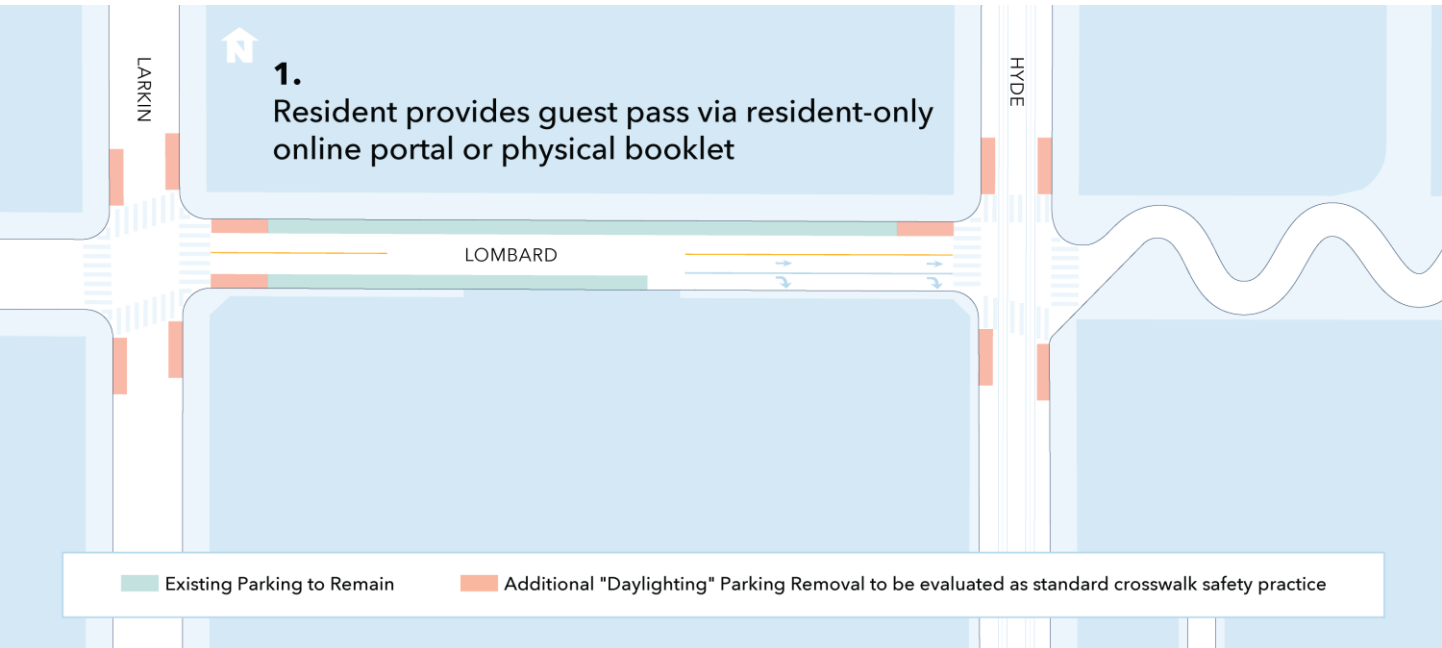 N
1.
Resident provides guest pass via resident-only
online portal or physical booklet
LARKIN
HYDE
LOMBARD
Existing Parking to Remain
Additional "Daylighting" Parking Removal to be evaluated as standard crosswalk safety practice